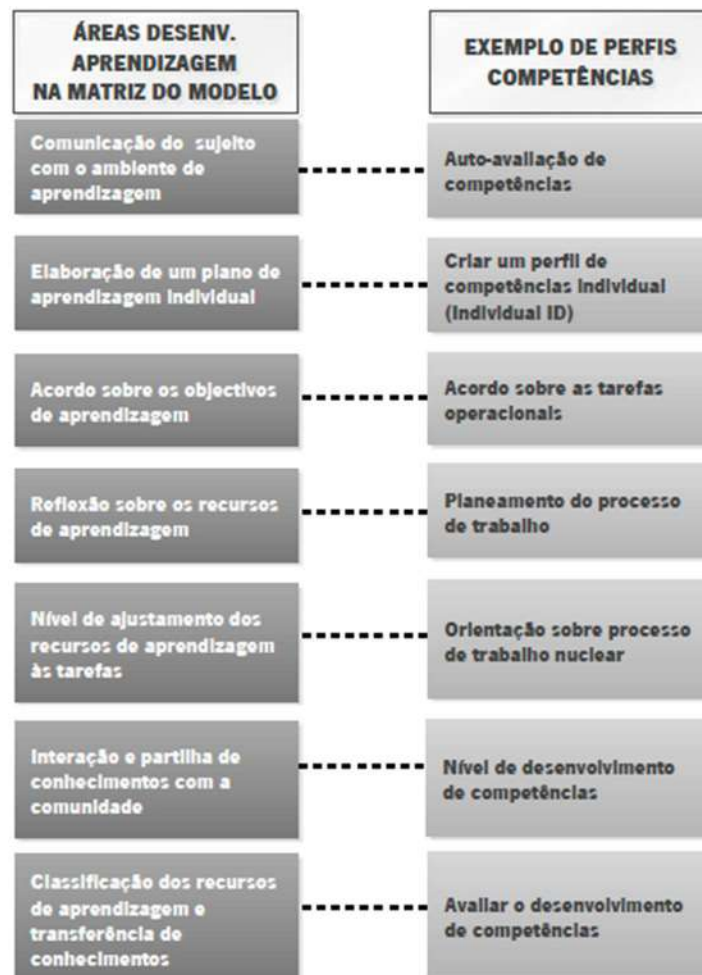 ÁREAS DESENV.
APRENDIZAGEM
NA MATRIZ DO MODELO
EXEMPLO DE PERFIS
COMPETÊNCIAS
Comunicação do sujeito
com o ambiente de
aprendizagem
Auto-avaliação de
competências
Elaboração de um plano de
aprendizagem individual
Criar um perfil de
competências individual
(Individual ID)
Acordo sobre os objectivos
de aprendizagem
Acordo sobre as tarefas
operacionais
Reflexão sobre os recursos
de aprendizagem
Planeamento do processo
de trabalho
Nível de ajustamento dos
recursos de aprendizagem
às tarefas
Orientação sobre processo
de trabalho nuclear
Interação e partilha de
conhecimentos com a
comunidade
Nível de desenvolvimento
de competências
Classificação dos recursos
de aprendizagem e
transferência de
conhecimentos
Avaliar o desenvolvimento
de competências